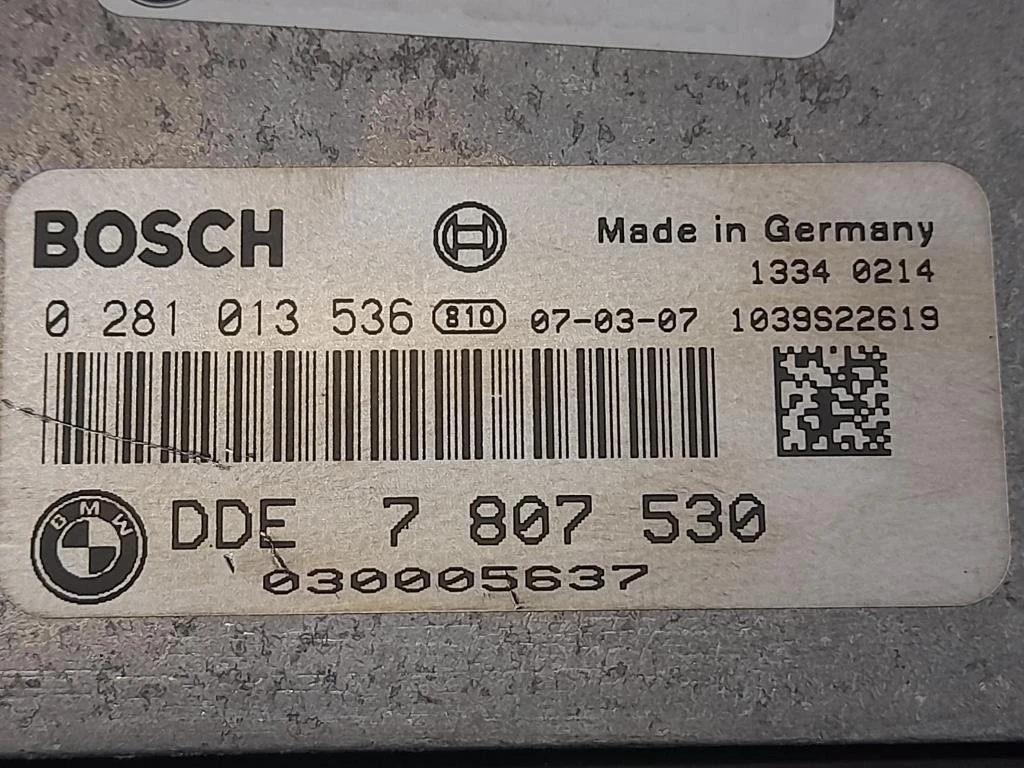 BOSCH Made in Germany
1334 0214
0 281 013 536 810 07-03-07 1039S22619
BMW DDE 7 807 530
030005637